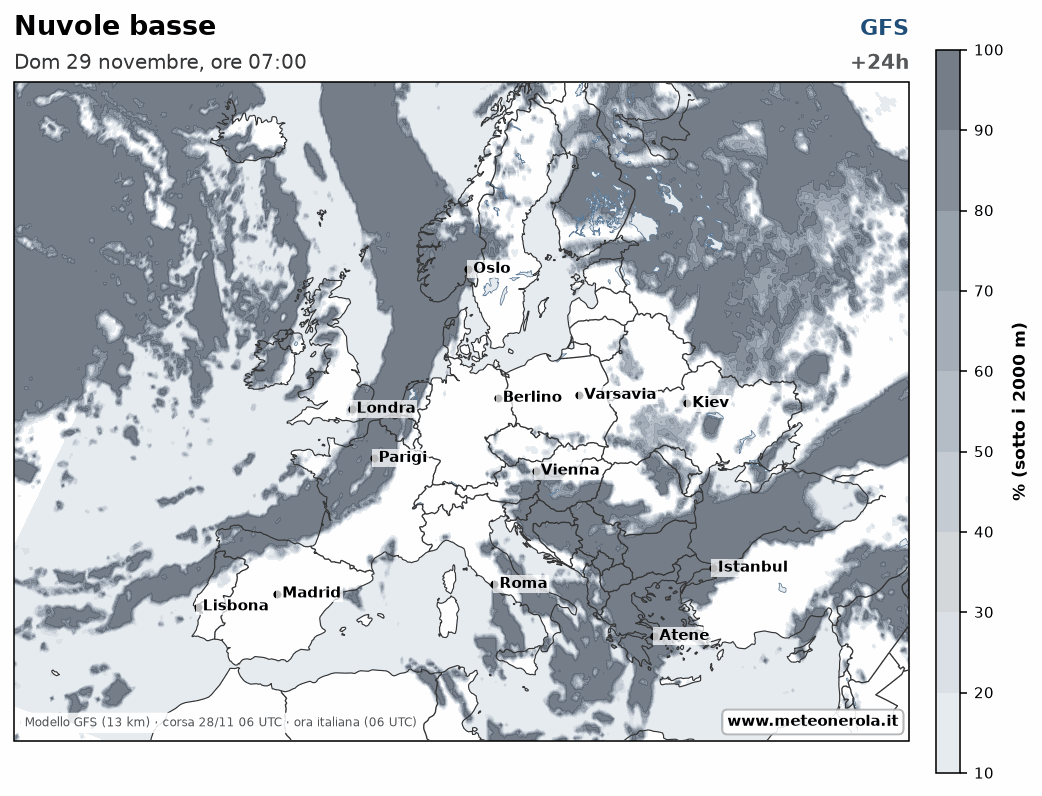 Nuvole basse
GFS
Dom 29 novembre, ore 07:00
+24h
100
90
80
70
60
50
40
30
20
10
% (sotto i 2000 m)
Oslo
Berlino
Varsavia
Kiev
Londra
Parigi
Vienna
Istanbul
Roma
Madrid
Lisbona
Atene
Modello GFS (13 km) · corsa 28/11 06 UTC · ora italiana (06 UTC)
www.meteonerola.it